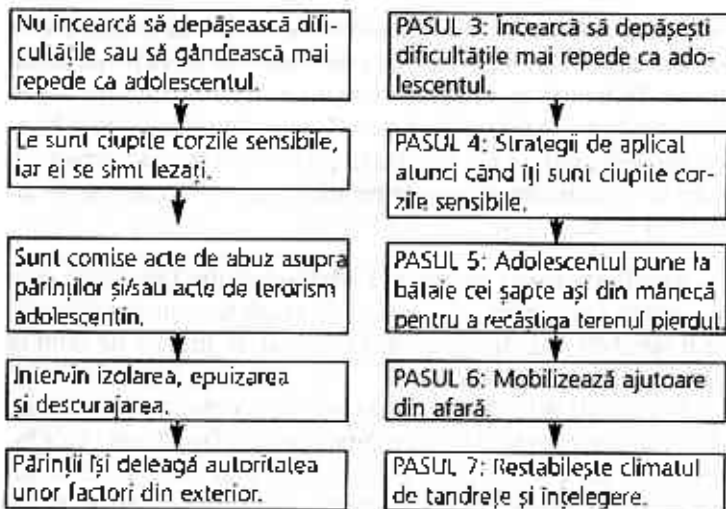 Nu încearcă să depășească difi-
cultățile sau să gândească mai
repede ca adolescentul.
Le sunt ciupite corzile sensibile,
iar ei se simt lezați.
Sunt comise acte de abuz asupra
părinților și/sau acte de terorism
adolescentin.
Intervin izolarea, epuizarea
și descurajarea.
Părinții își deleagă autoritatea
unor factori din exterior.
PASUL 3: Încearcă să depășești
dificultățile mai repede ca ado-
lescentul.
PASUL 4: Strategii de aplicat
atunci când îți sunt ciupite cor-
zile sensibile.
PASUL 5: Adolescentul pune la
bătaie cei șapte ași din mânecă
pentru a recâștiga terenul pierdut.
PASUL 6: Mobilizează ajutoare
din afară.
PASUL 7: Restabilește climatul
de tandrețe și înțelegere.